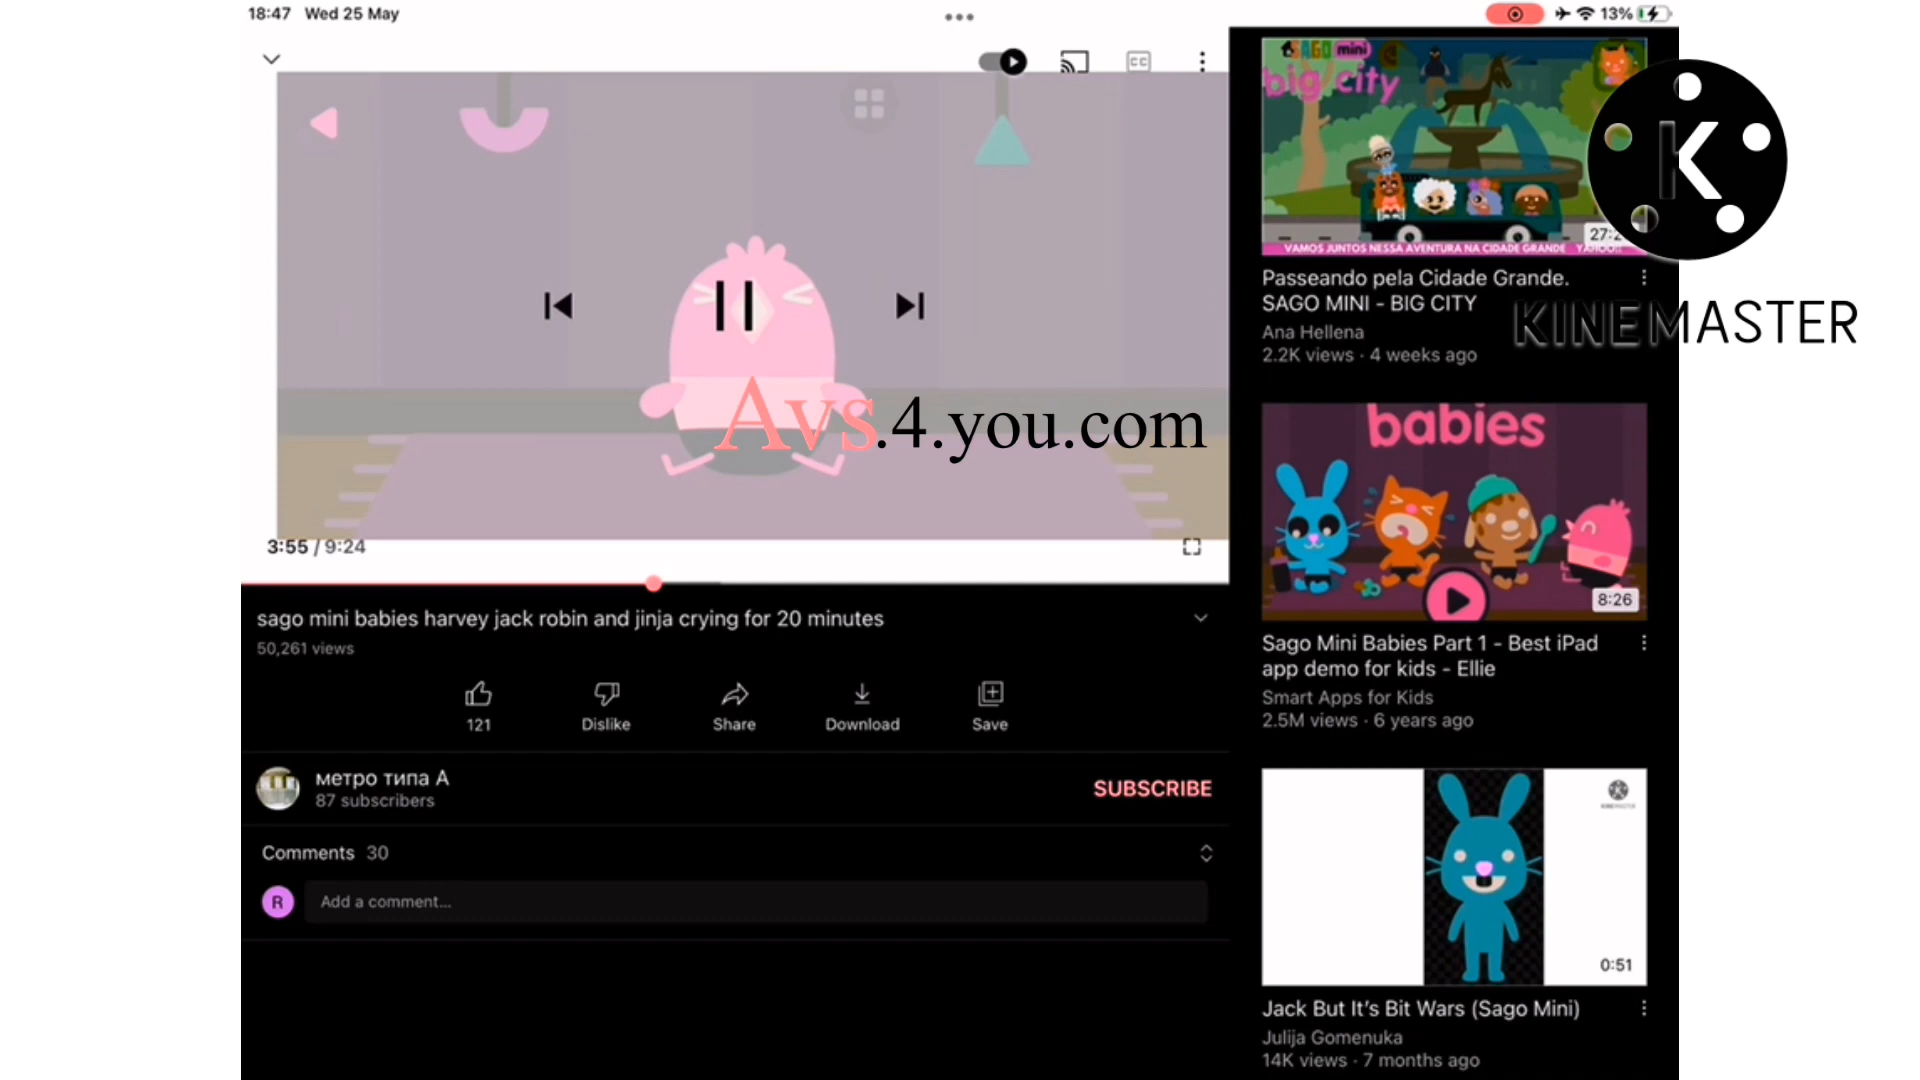 18:47 Wed 25 May
13%
CC
Avs.4.you.com
3:55 / 9:24
sago mini babies harvey jack robin and jinja crying for 20 minutes
50,261 views
121
Dislike
Share
Download
Save
метро типа А
87 subscribers
SUBSCRIBE
Comments 30
R
Add a comment...
SAGO mini
big city
VAMOS JUNTOS NESSA AVENTURA NA CIDADE GRANDE YAHOO!!
Passeando pela Cidade Grande.
SAGO MINI - BIG CITY
Ana Hellena
2.2K views · 4 weeks ago
K
KINEMASTER
babies
8:26
Sago Mini Babies Part 1 - Best iPad
app demo for kids - Ellie
Smart Apps for Kids
2.5M views · 6 years ago
KINEMASTER
0:51
Jack But It's Bit Wars (Sago Mini)
Julija Gomenuka
14K views · 7 months ago